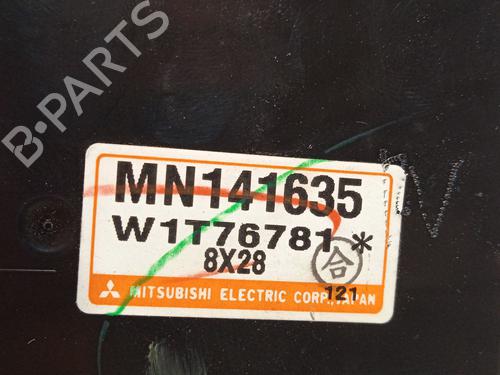 B-PARTS
MN141635
W1T76781 *
8X28
合
121
MITSUBISHI ELECTRIC CORP., JAPAN